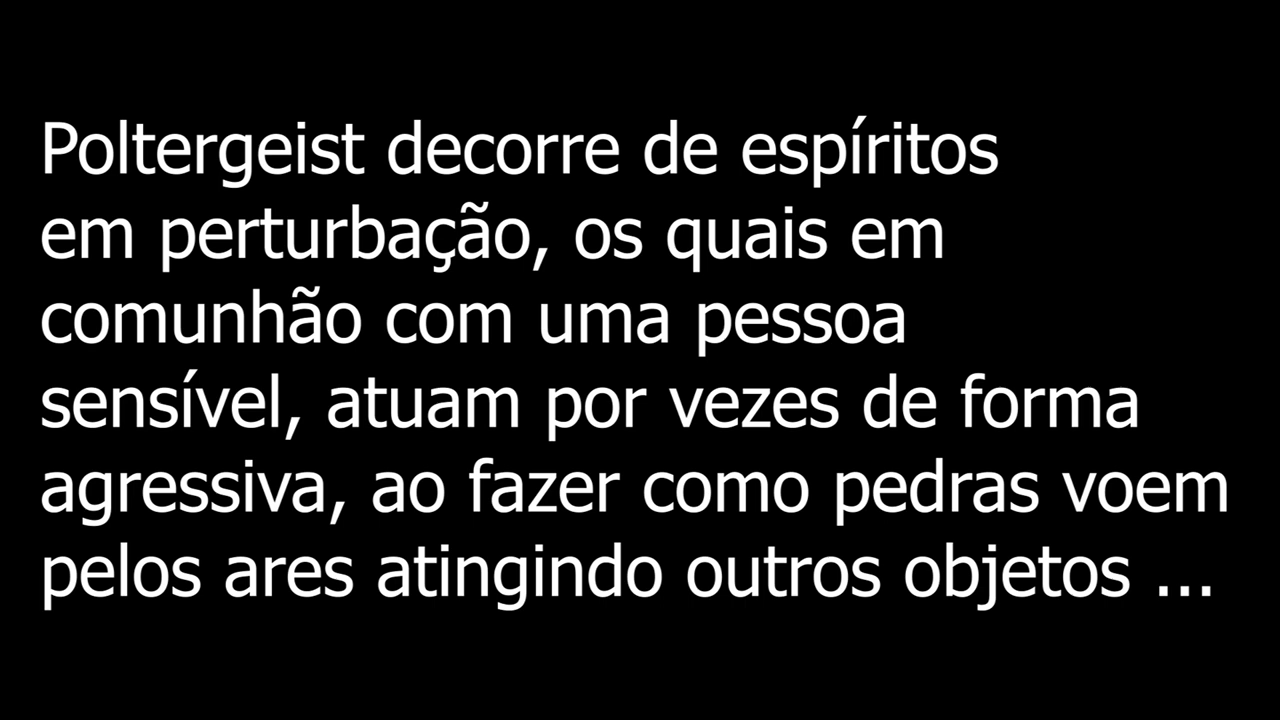 Poltergeist decorre de espíritos
em perturbação, os quais em
comunhão com uma pessoa
sensível, atuam por vezes de forma
agressiva, ao fazer como pedras voem
pelos ares atingindo outros objetos ...